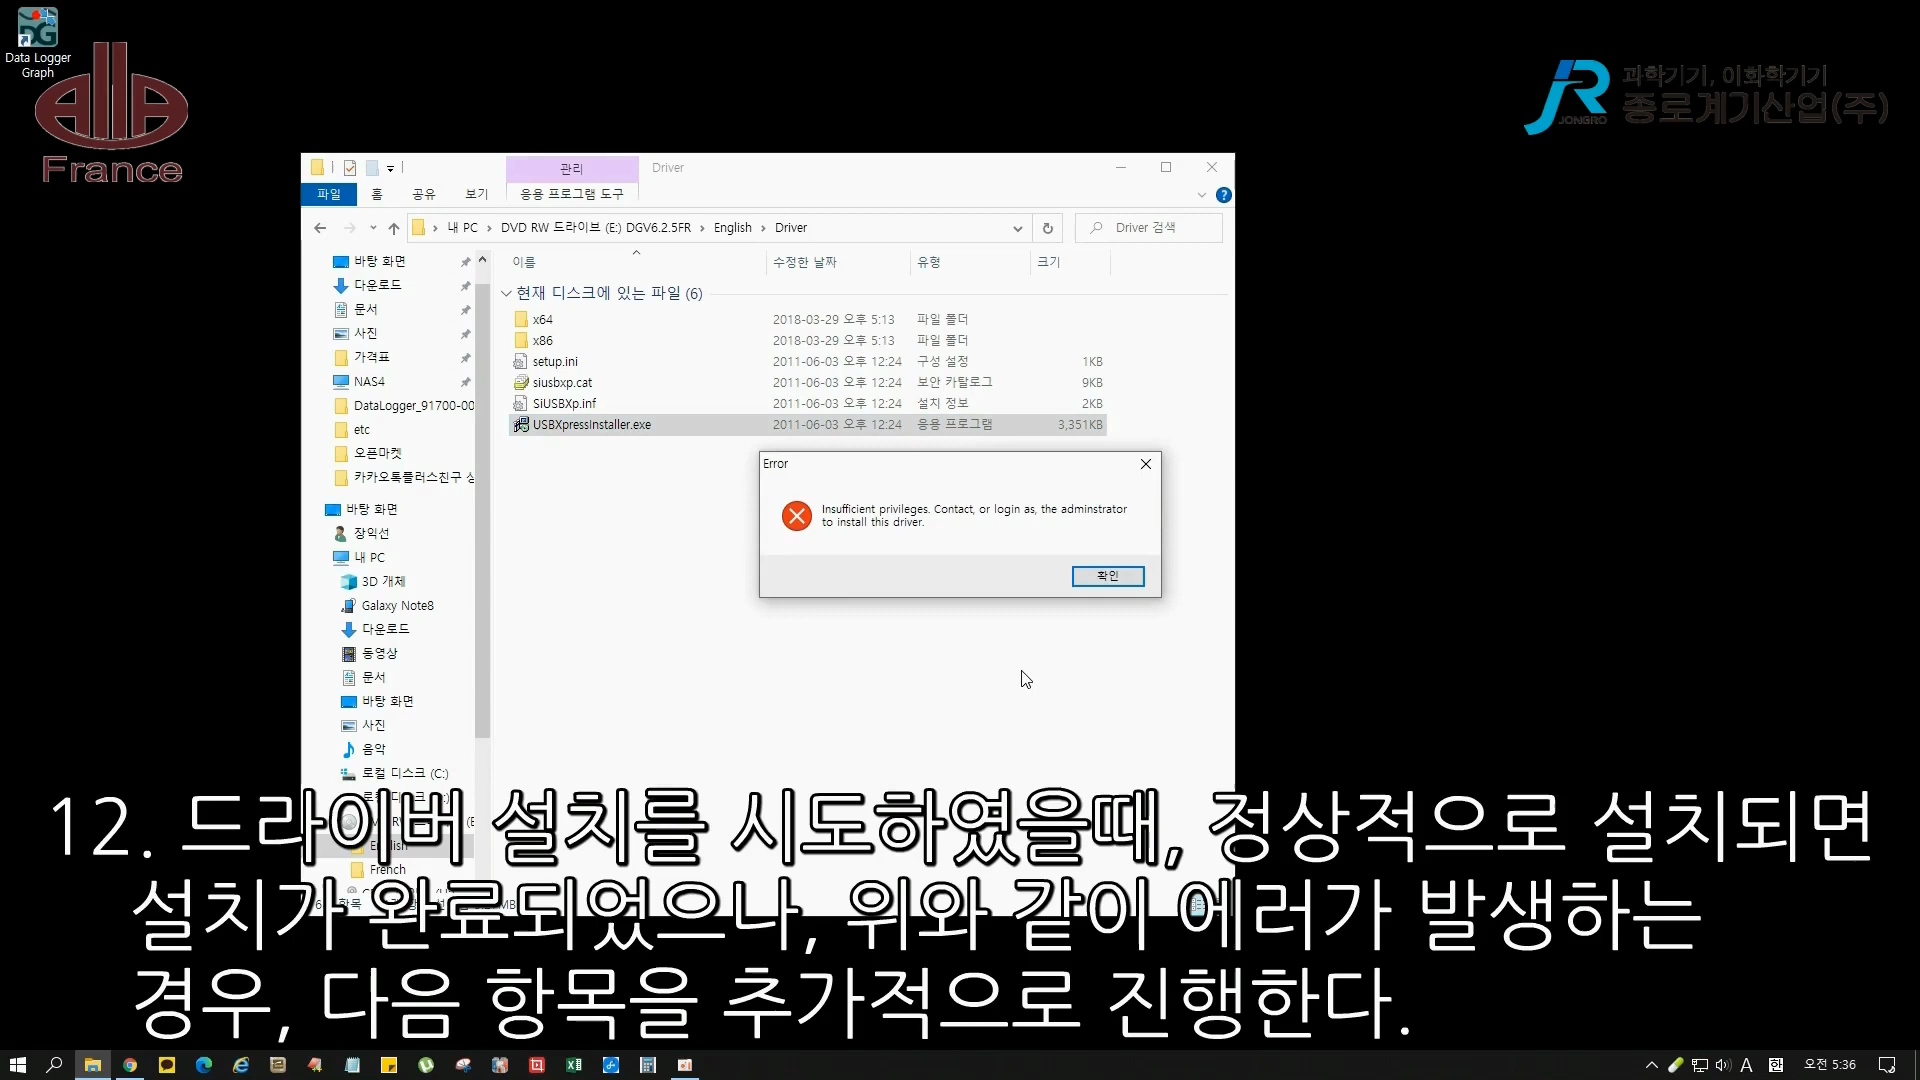 Data Logger
Graph
France
과학기기, 이화학기기
종로계기산업(주)
JONGRO
관리
Driver
파일
홈
공유
보기
응용 프로그램 도구
내 PC
DVD RW 드라이브 (E:) DGV6.2.5FR
English
Driver
Driver 검색
이름
수정한 날짜
유형
크기
현재 디스크에 있는 파일 (6)
x64 2018-03-29 오후 5:13 파일 폴더
x86 2018-03-29 오후 5:13 파일 폴더
setup.ini 2011-06-03 오후 12:24 구성 설정 1KB
siusbxp.cat 2011-06-03 오후 12:24 보안 카탈로그 9KB
SiUSBXp.inf 2011-06-03 오후 12:24 설치 정보 2KB
USBXpressInstaller.exe 2011-06-03 오후 12:24 응용 프로그램 3,351KB
바탕 화면
다운로드
문서
사진
가격표
NAS4
DataLogger_91700-00
etc
오픈마켓
카카오톡플러스친구
바탕 화면
장익선
내 PC
3D 개체
Galaxy Note8
다운로드
동영상
문서
바탕 화면
사진
음악
로컬 디스크 (C:)
English
French
Error
Insufficient privileges. Contact, or login as, the adminstrator
to install this driver.
확인
12. 드라이버 설치를 시도하였을때, 정상적으로 설치되면
설치가 완료되었으나, 위와 같이 에러가 발생하는
경우, 다음 항목을 추가적으로 진행한다.
A
한
오전 5:36